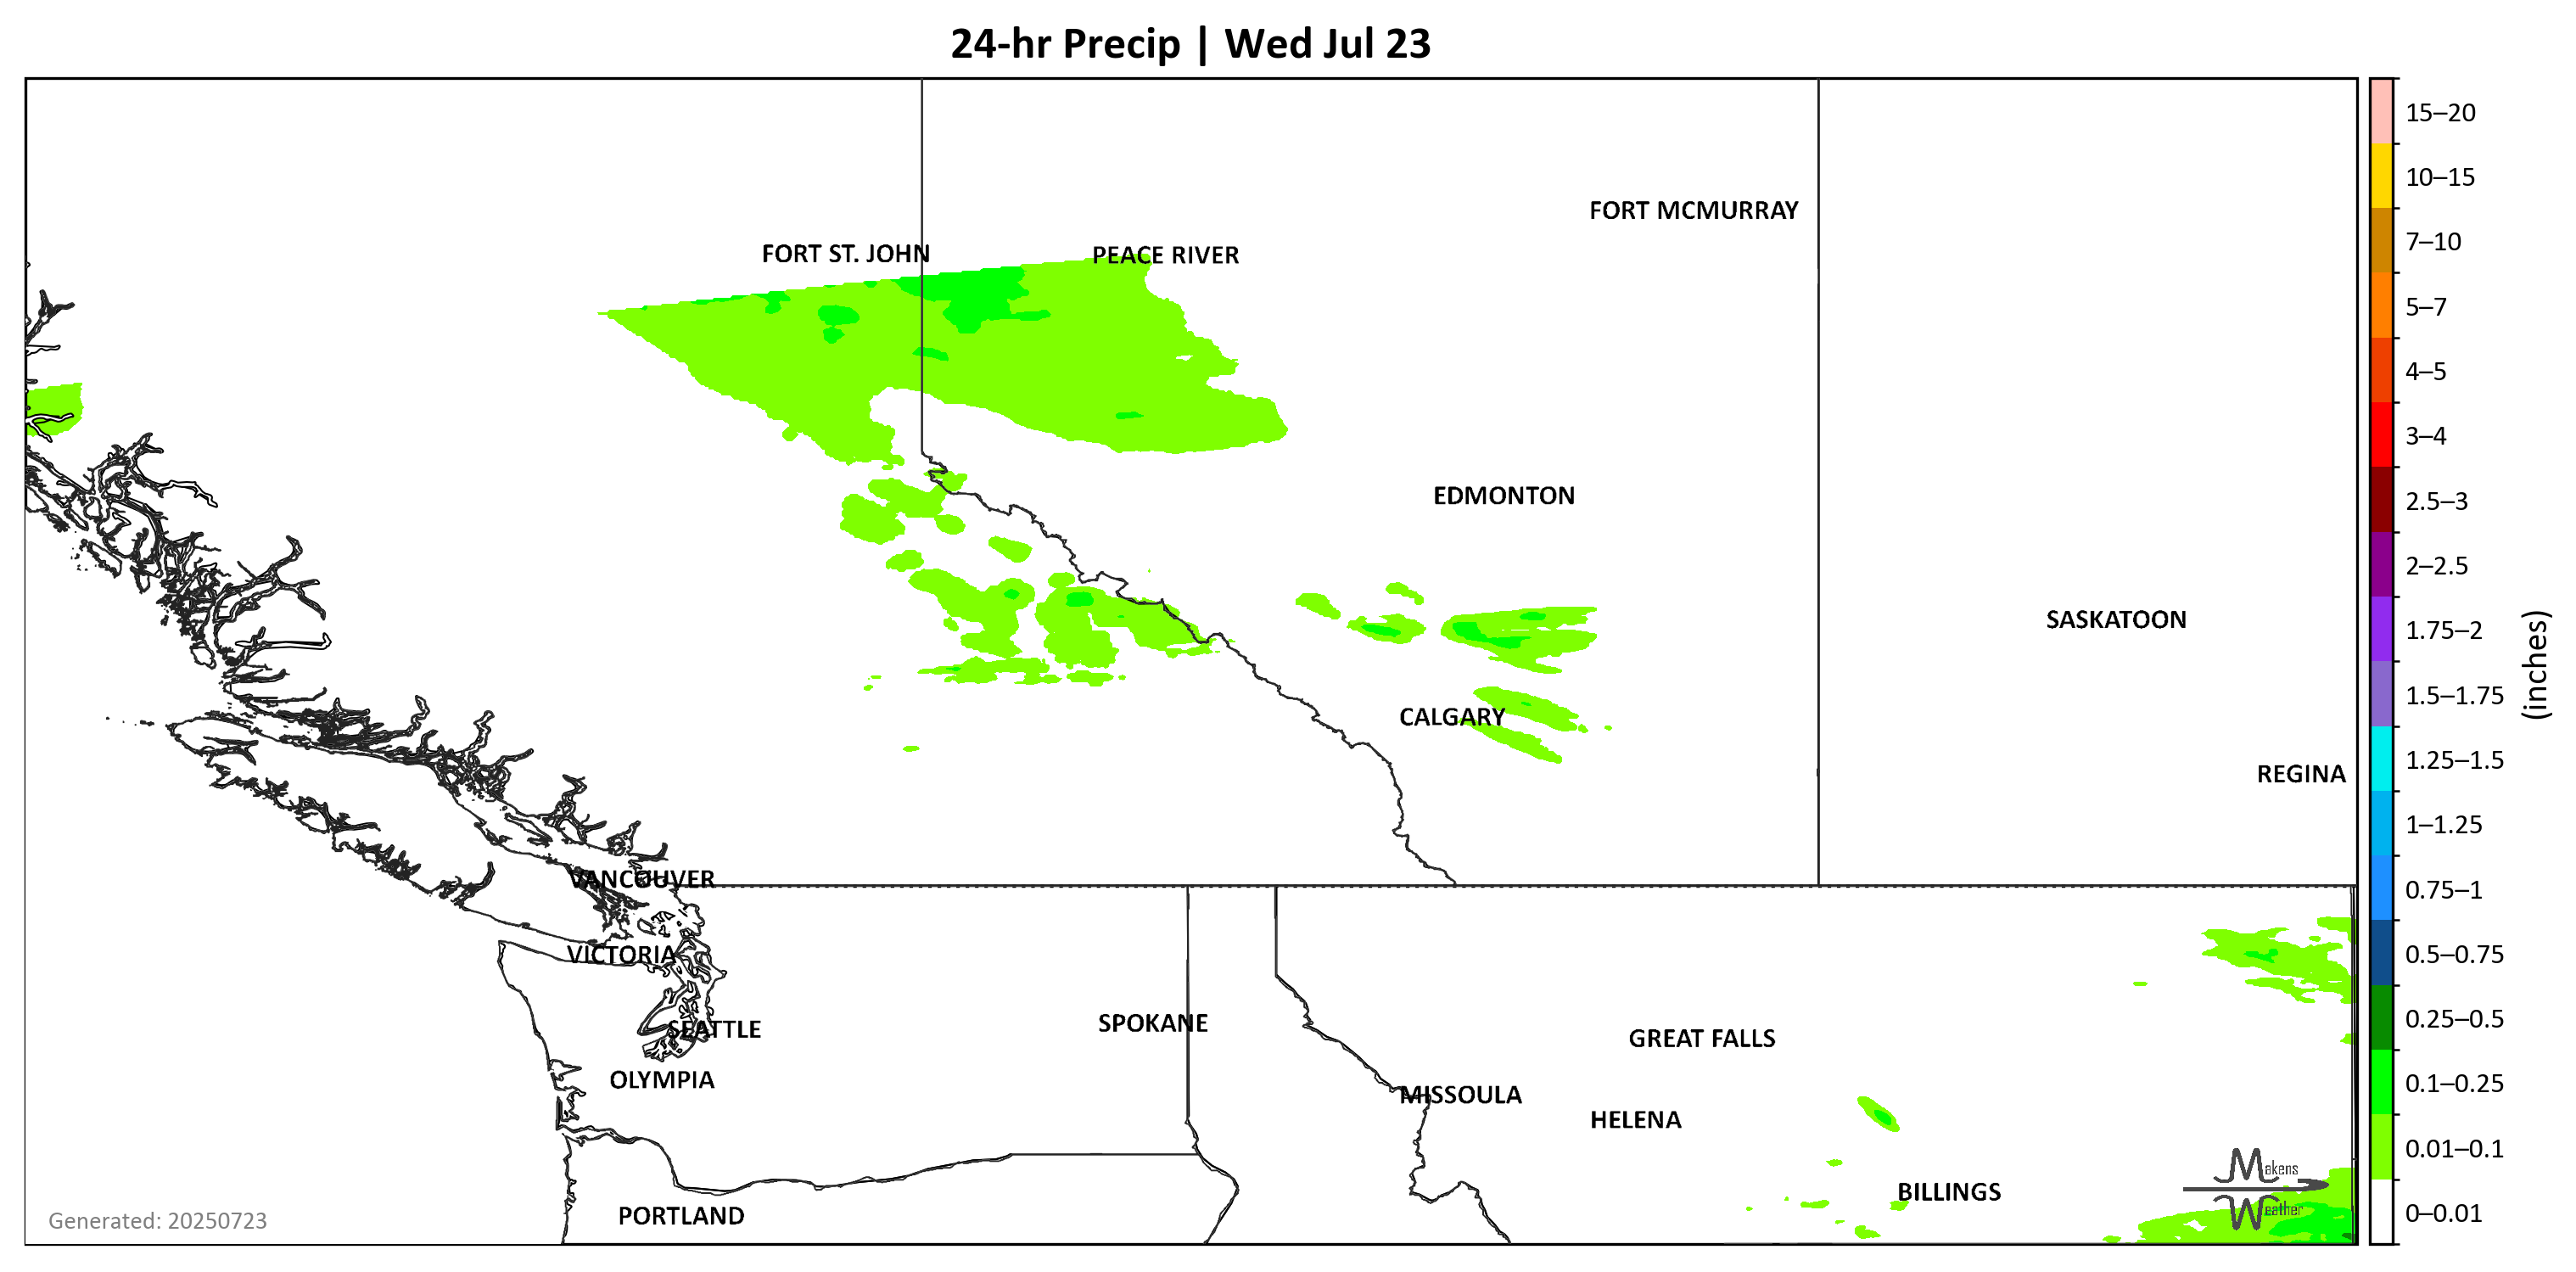 24-hr Precip | Wed Jul 23
15–20
10–15
FORT MCMURRAY
7–10
FORT ST. JOHN
PEACE RIVER
5–7
4–5
3–4
EDMONTON
2.5–3
2–2.5
SASKATOON
1.75–2
(inches)
1.5–1.75
CALGARY
1.25–1.5
REGINA
1–1.25
VANCOUVER
0.75–1
VICTORIA
0.5–0.75
SEATTLE
SPOKANE
GREAT FALLS
0.25–0.5
OLYMPIA
0.1–0.25
MISSOULA
HELENA
0.01–0.1
Makens
Weather
BILLINGS
PORTLAND
0–0.01
Generated: 20250723